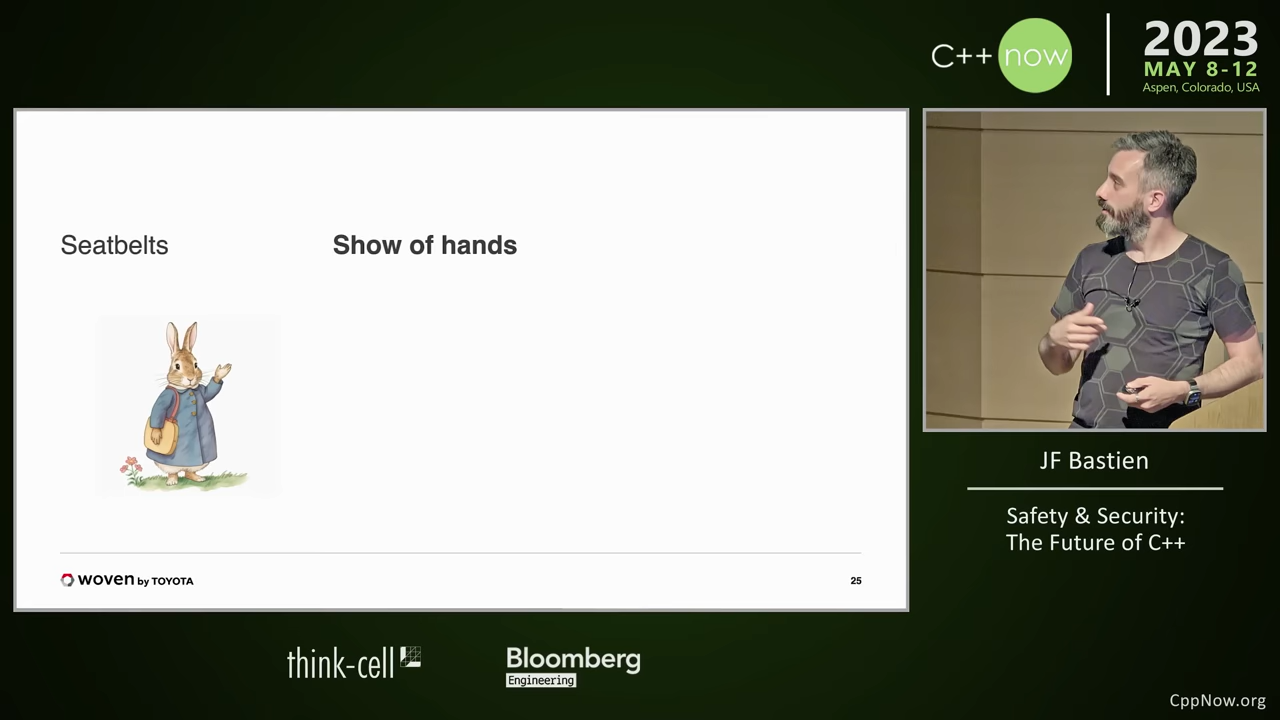 C++ now
2023
MAY 8-12
Aspen, Colorado, USA
Seatbelts
Show of hands
woven by TOYOTA
25
JF Bastien
Safety & Security:
The Future of C++
think-cell
Bloomberg
Engineering
CppNow.org